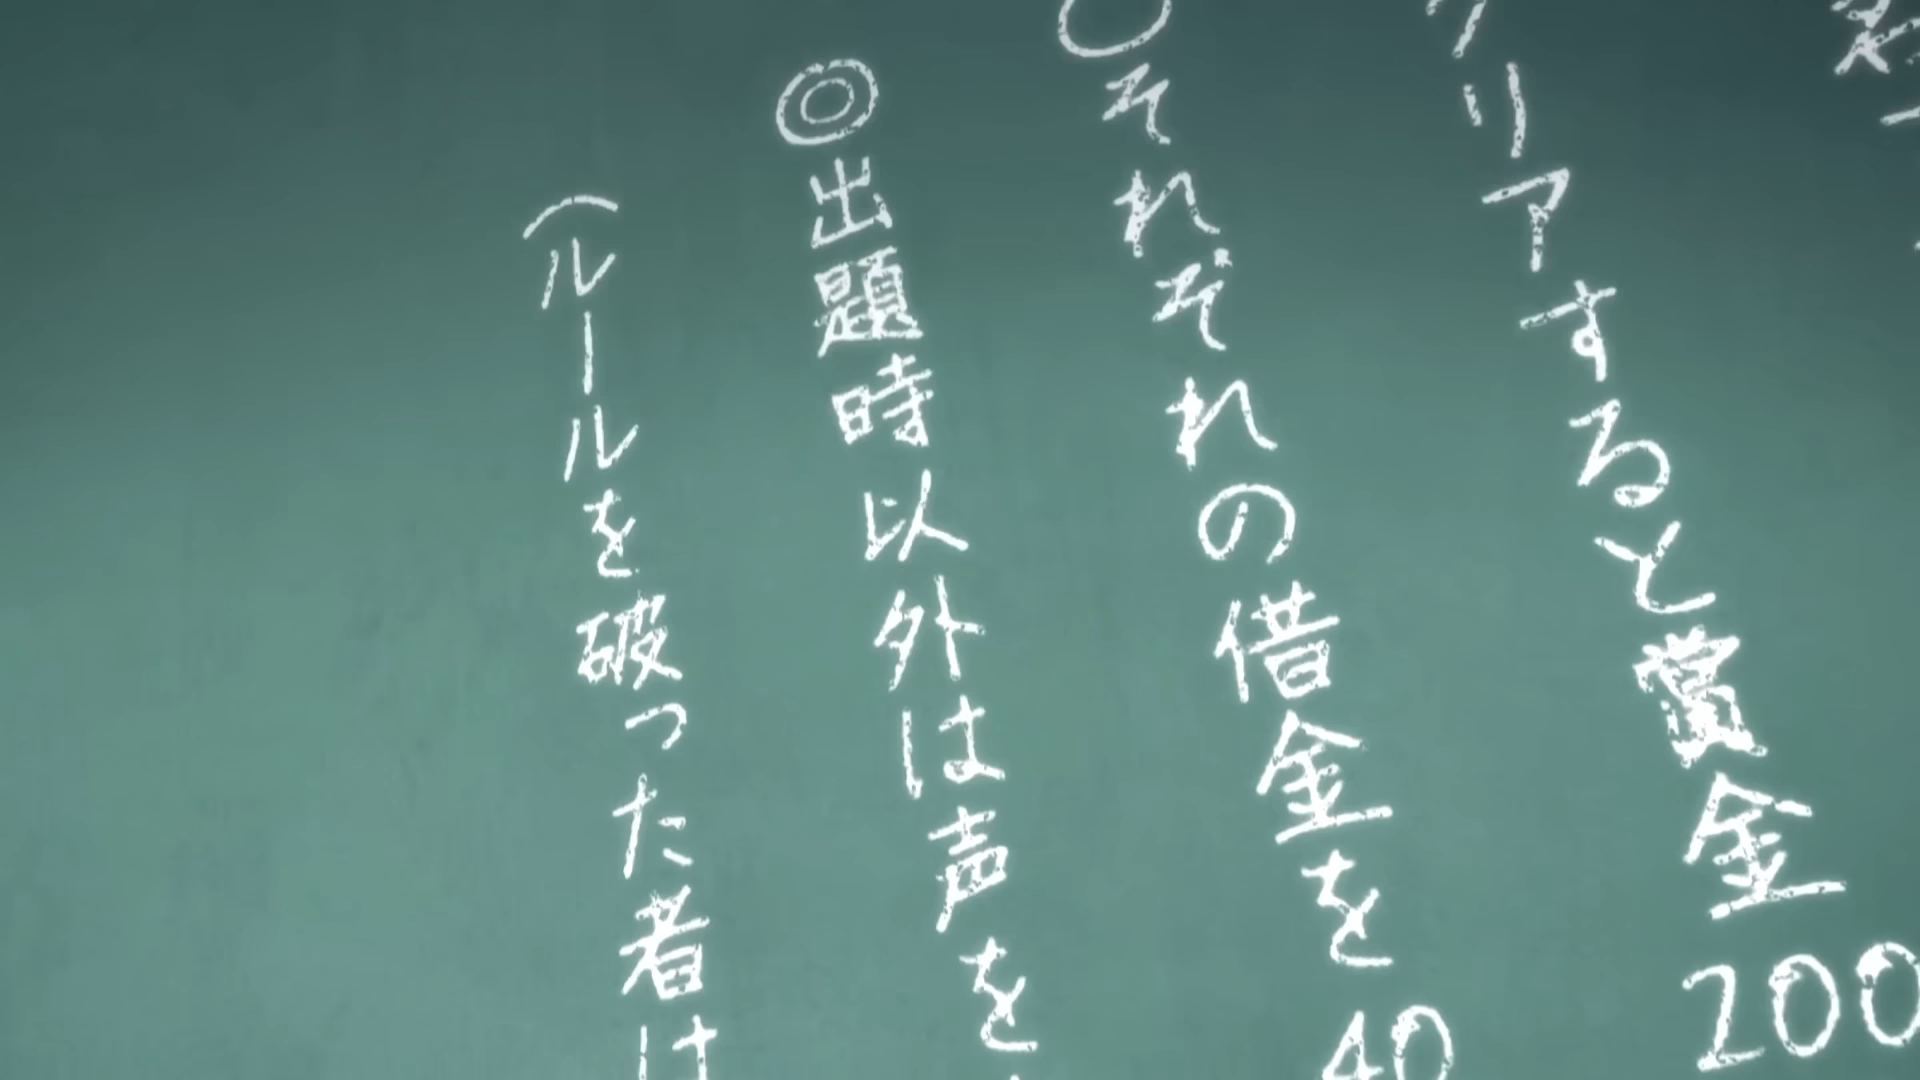 リアすると賞金200
○それぞれの借金を40
◎出題時以外は声を
(ルールを破った者は